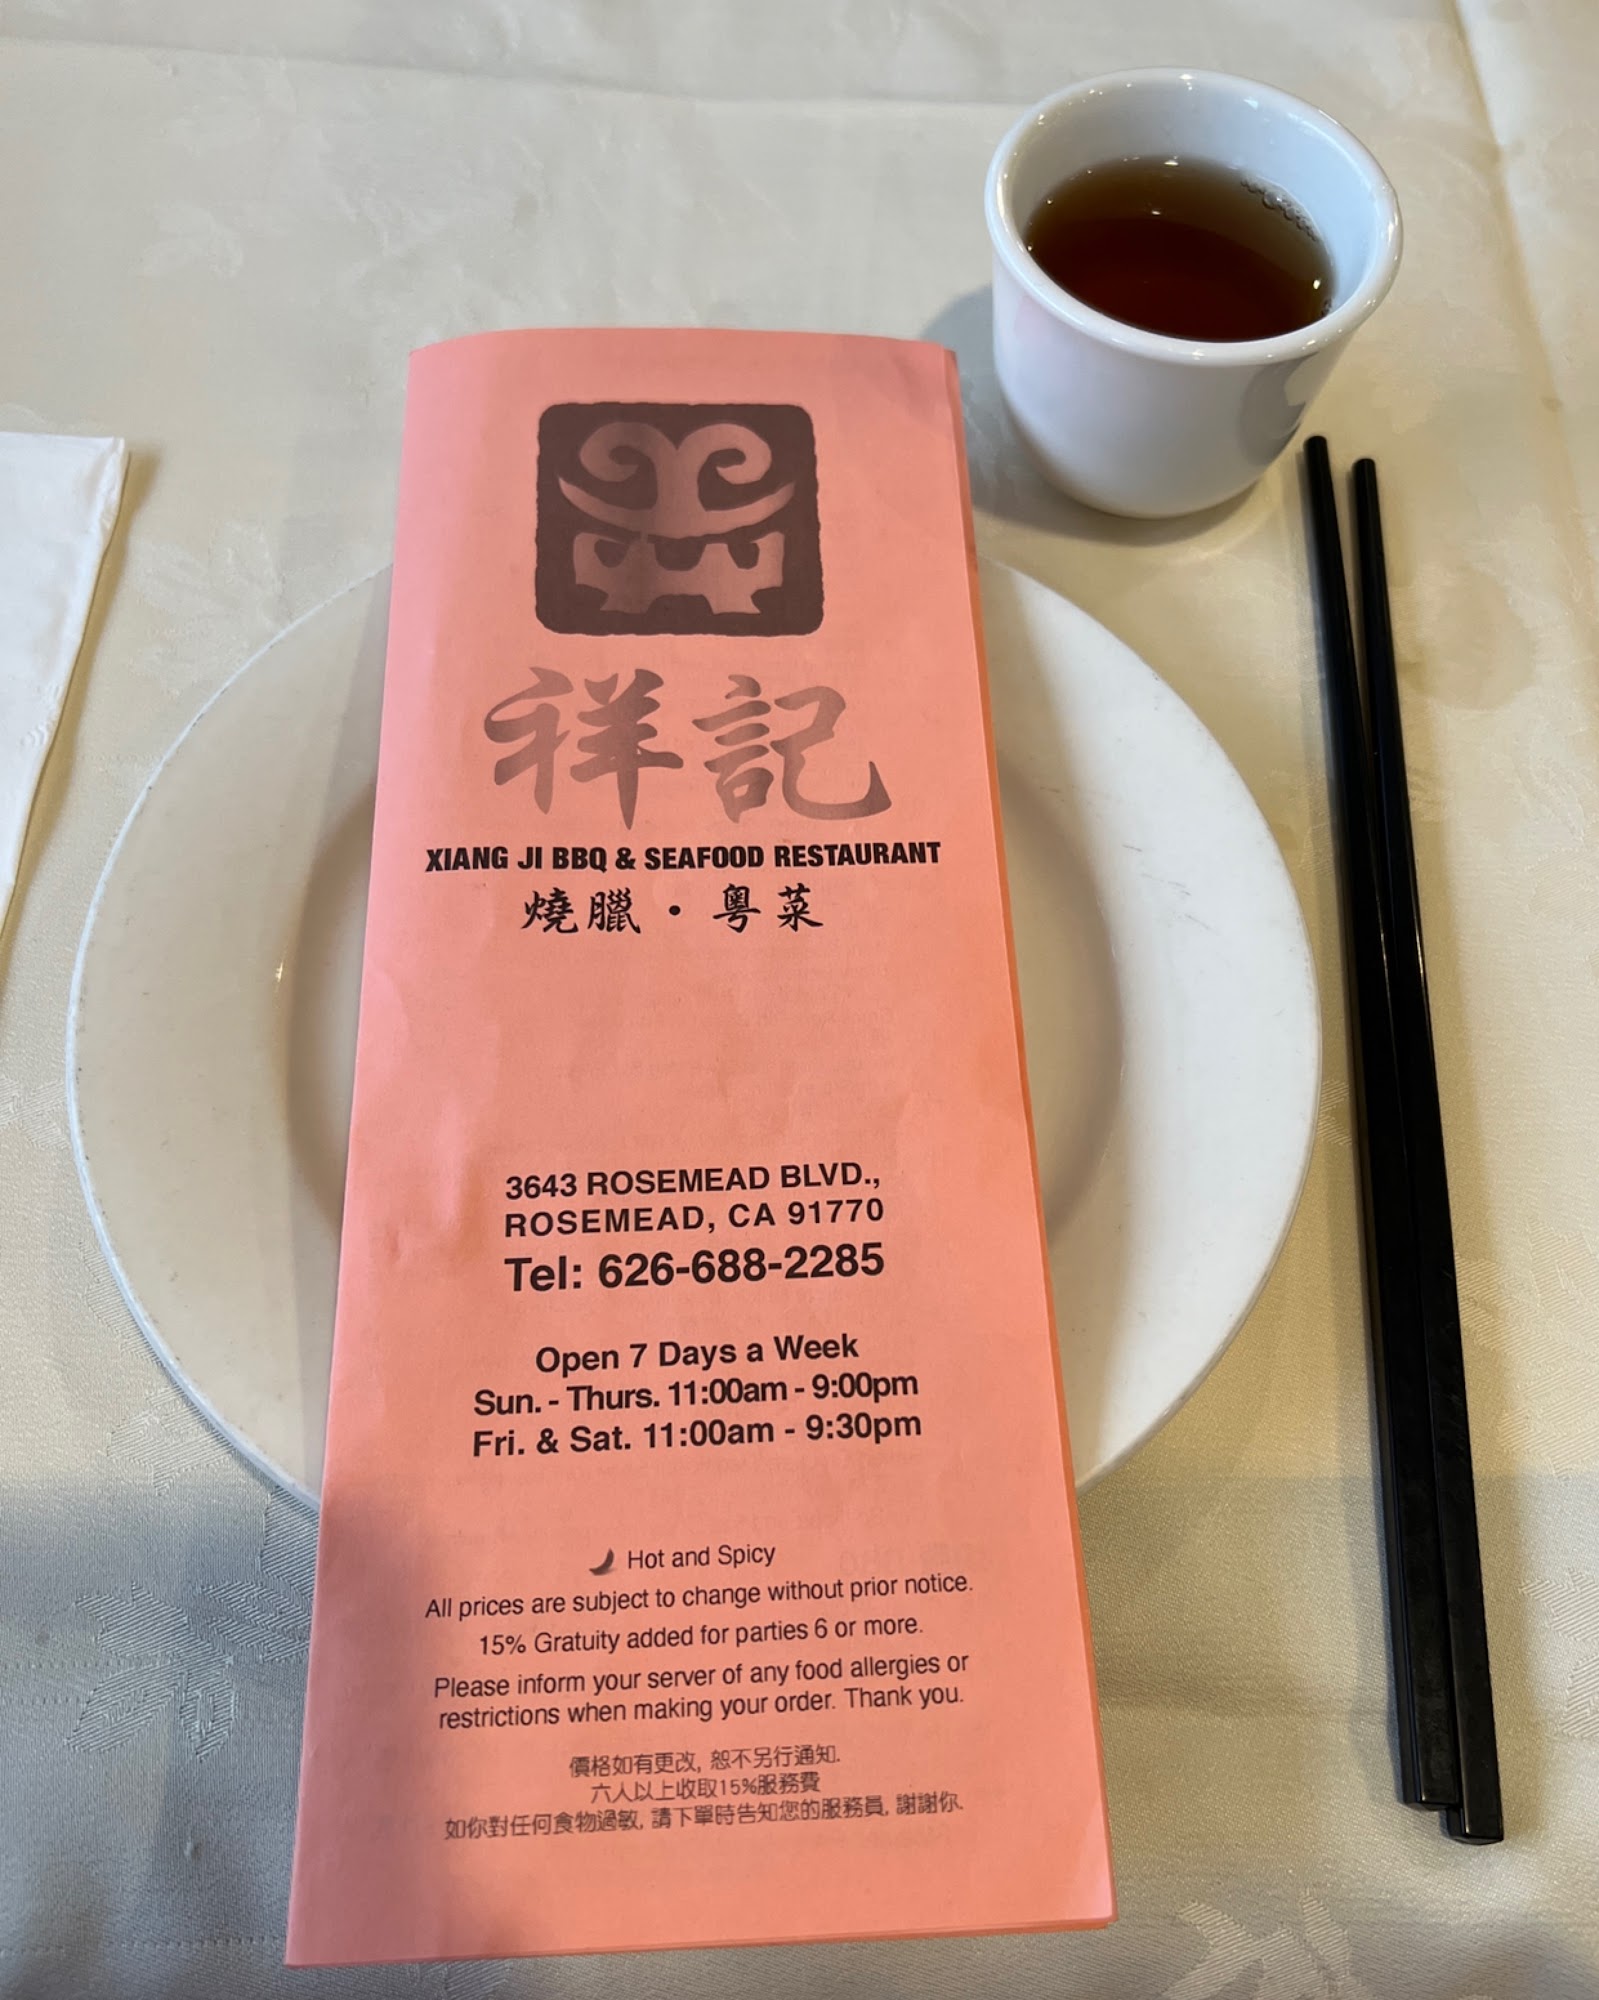 祥記
XIANG JI BBQ & SEAFOOD RESTAURANT
燒臘・粵菜
3643 ROSEMEAD BLVD.,
ROSEMEAD, CA 91770
Tel: 626-688-2285
Open 7 Days a Week
Sun. - Thurs. 11:00am - 9:00pm
Fri. & Sat. 11:00am - 9:30pm
Hot and Spicy
All prices are subject to change without prior notice.
15% Gratuity added for parties 6 or more.
Please inform your server of any food allergies or
restrictions when making your order. Thank you.
價格如有更改, 恕不另行通知.
六人以上收取15%服務費
如你對任何食物過敏, 請下單時告知您的服務員, 謝謝你.